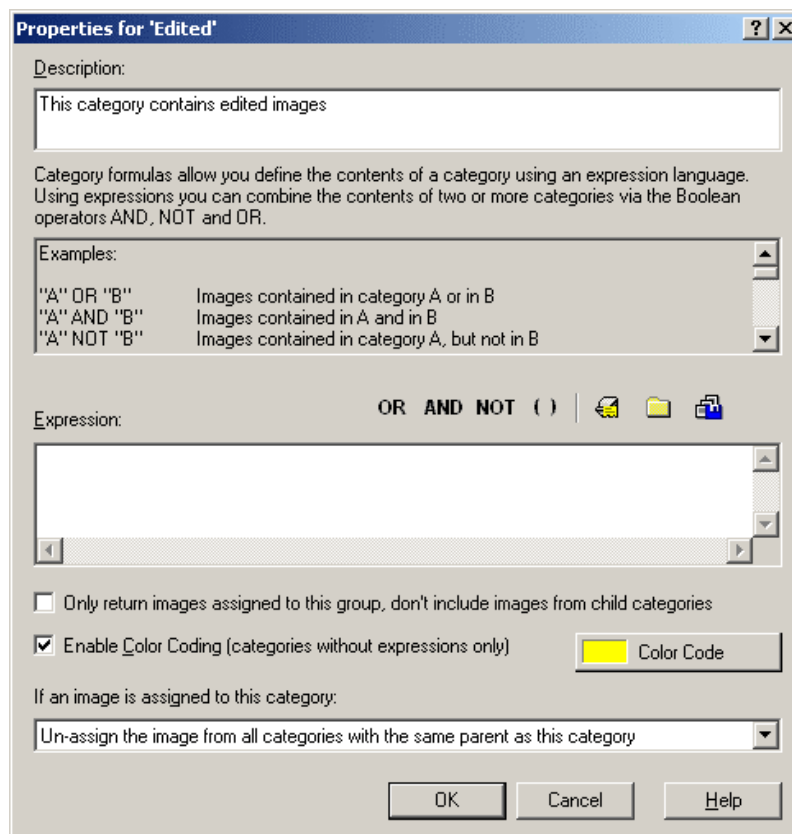 Properties for 'Edited'
Description:
This category contains edited images
Category formulas allow you define the contents of a category using an expression language.
Using expressions you can combine the contents of two or more categories via the Boolean
operators AND, NOT and OR.
Examples:
"A" OR "B" Images contained in category A or in B
"A" AND "B" Images contained in A and in B
"A" NOT "B" Images contained in category A, but not in B
OR AND NOT ( )
Expression:
Only return images assigned to this group, don't include images from child categories
Enable Color Coding (categories without expressions only) Color Code
If an image is assigned to this category:
Un-assign the image from all categories with the same parent as this category
OK Cancel Help